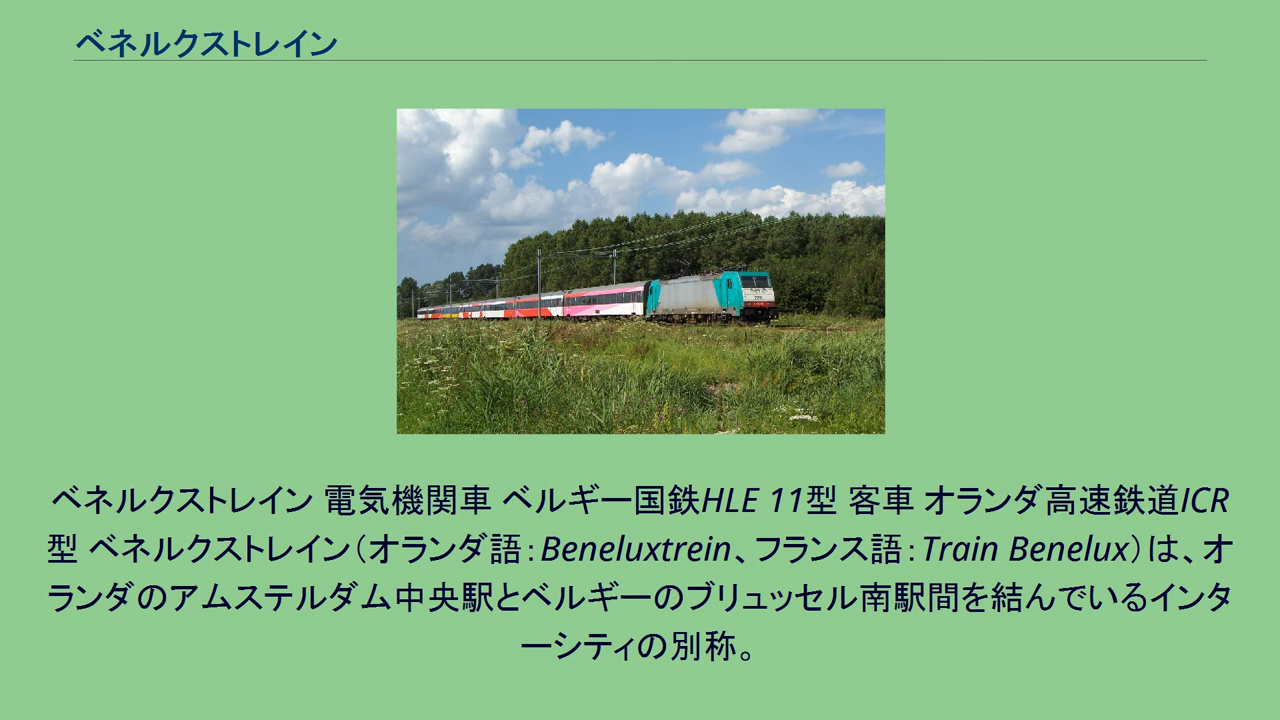 ベネルクストレイン
ベネルクストレイン 電気機関車 ベルギー国鉄HLE 11型 客車 オランダ高速鉄道ICR
型 ベネルクストレイン（オランダ語：Beneluxtrein、フランス語：Train Benelux）は、オ
ランダのアムステルダム中央駅とベルギーのブリュッセル南駅間を結んでいるインタ
ーシティの別称。